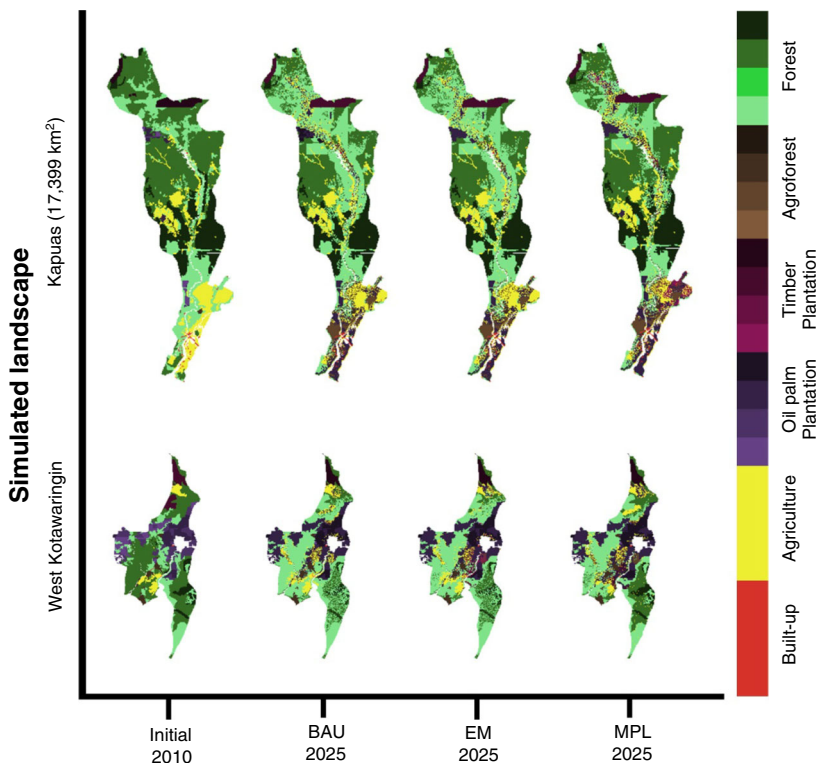 Simulated landscape
Kapuas (17,399 km²)
West Kotawaringin
Initial
2010
BAU
2025
EM
2025
MPL
2025
Forest
Agroforest
Timber
Plantation
Oil palm
Plantation
Agriculture
Built-up